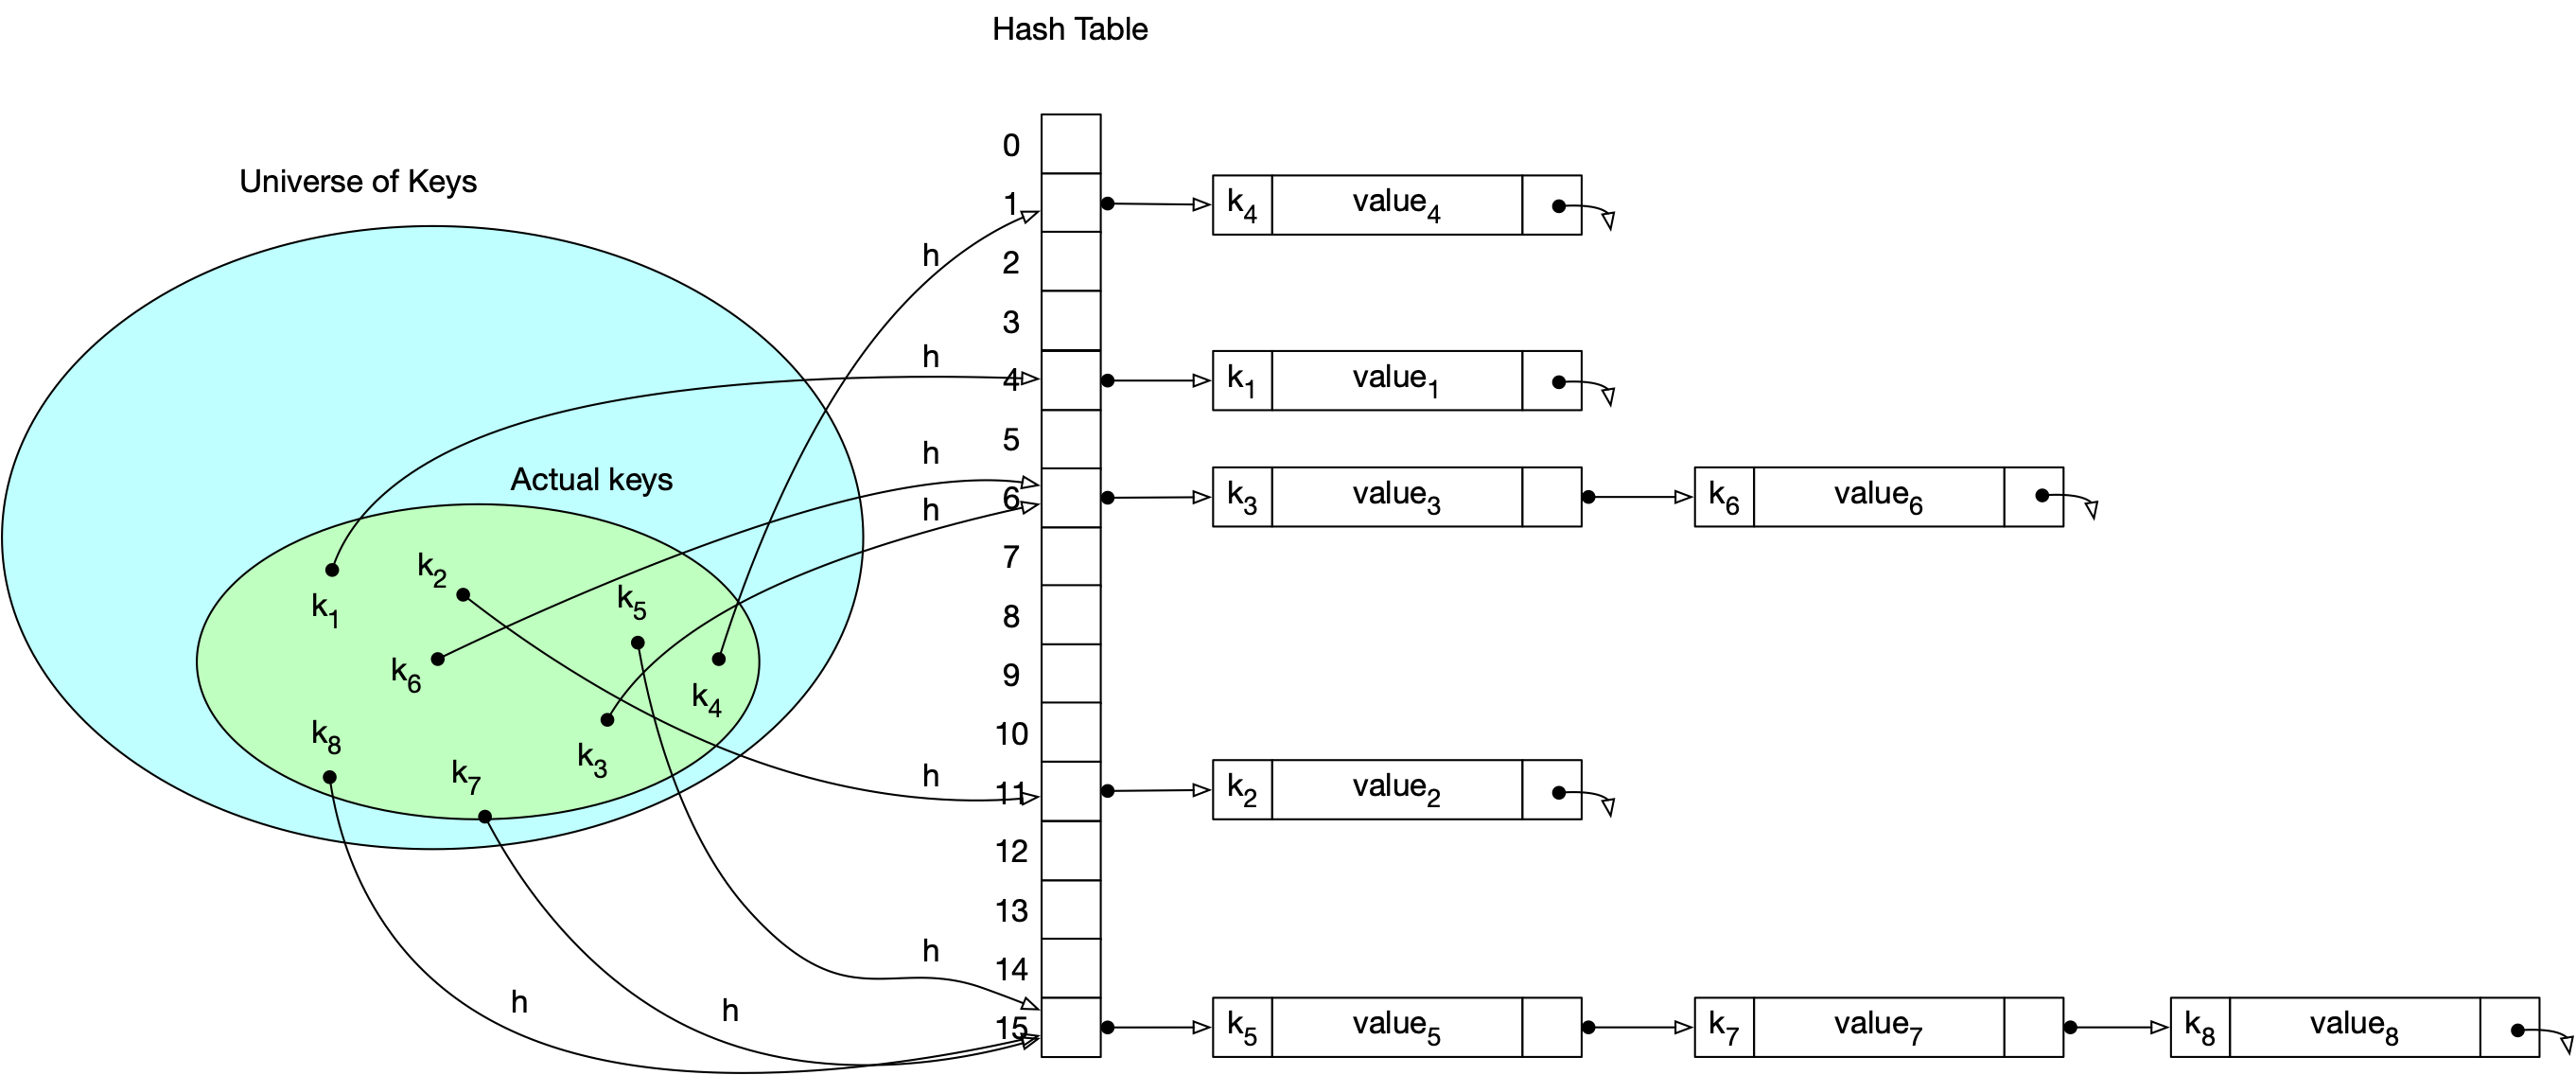 Hash Table
Universe of Keys
Actual keys
k1
k2
k5
k6
k4
k8
k3
k7
h
h
h
h
h
h
h
h
0
1
2
3
4
5
6
7
8
9
10
11
12
13
14
15
k4 value4
k1 value1
k3 value3 k6 value6
k2 value2
k5 value5 k7 value7 k8 value8